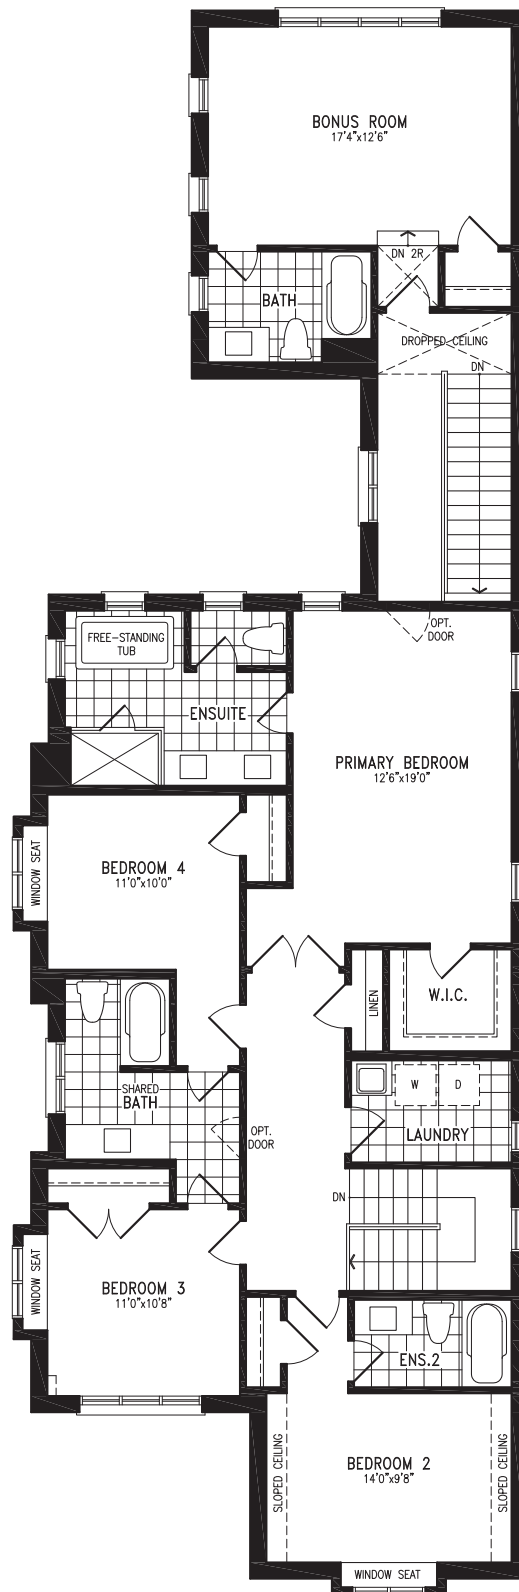 BONUS ROOM
17'4"x12'6"
DN 2R
BATH
DROPPED CEILING
DN
OPT.
DOOR
FREE-STANDING
TUB
ENSUITE
PRIMARY BEDROOM
12'6"x19'0"
WINDOW SEAT
BEDROOM 4
11'0"x10'0"
LINEN
W.I.C.
SHARED
BATH
W
D
LAUNDRY
OPT.
DOOR
DN
WINDOW SEAT
BEDROOM 3
11'0"x10'8"
ENS.2
SLOPED CEILING
BEDROOM 2
14'0"x9'8"
SLOPED CEILING
WINDOW SEAT